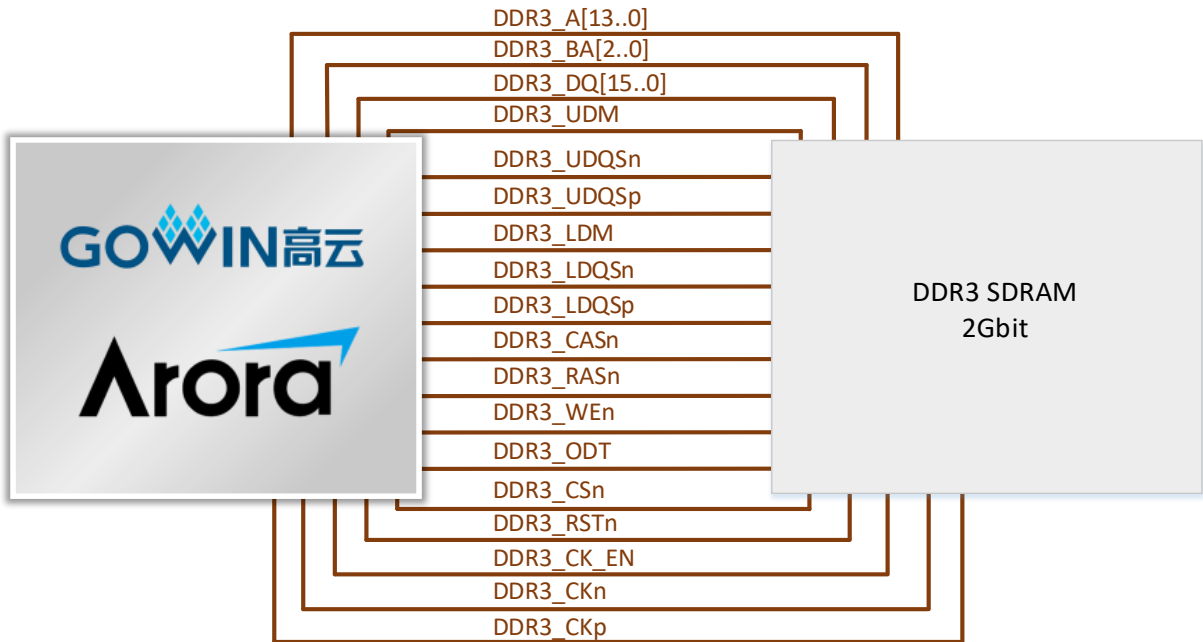 DDR3_A[13..0]
DDR3_BA[2..0]
DDR3_DQ[15..0]
DDR3_UDM
DDR3_UDQSn
DDR3_UDQSp
DDR3_LDM
DDR3_LDQSn
DDR3_LDQSp
DDR3_CASn
DDR3_RASn
DDR3_WEn
DDR3_ODT
DDR3_CSn
DDR3_RSTn
DDR3_CK_EN
DDR3_CKn
DDR3_CKp
GOWIN高云
Arora
DDR3 SDRAM
2Gbit